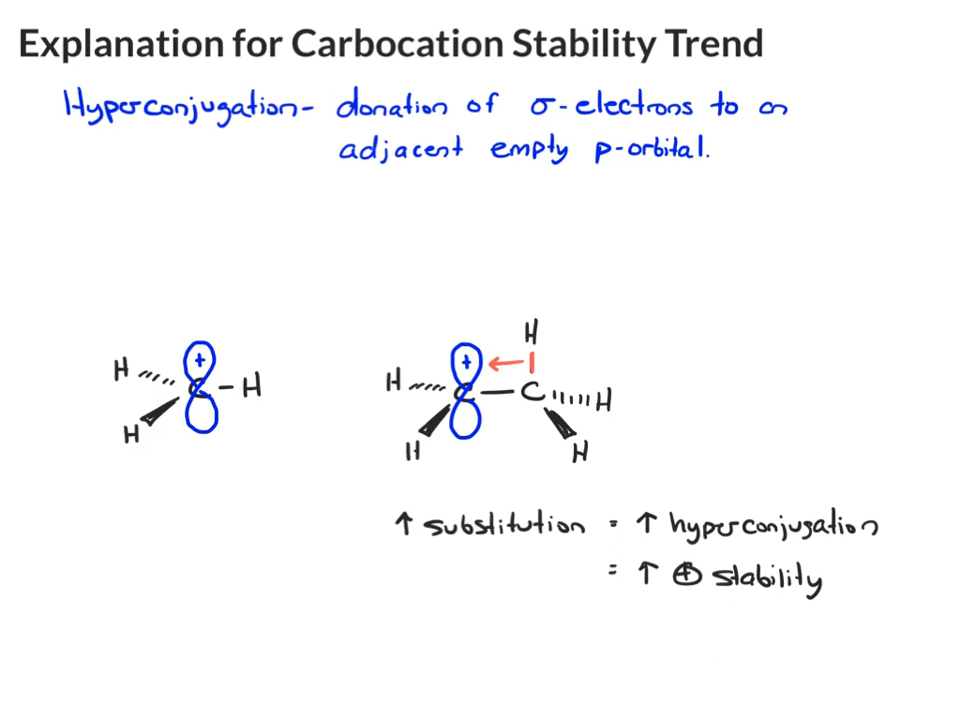 Explanation for Carbocation Stability Trend
Hyperconjugation- donation of σ-electrons to an
adjacent empty p-orbital.
H + C - H
H
H
H + C — C H
H H
↑ substitution = ↑ hyperconjugation
= ↑ ⊕ stability